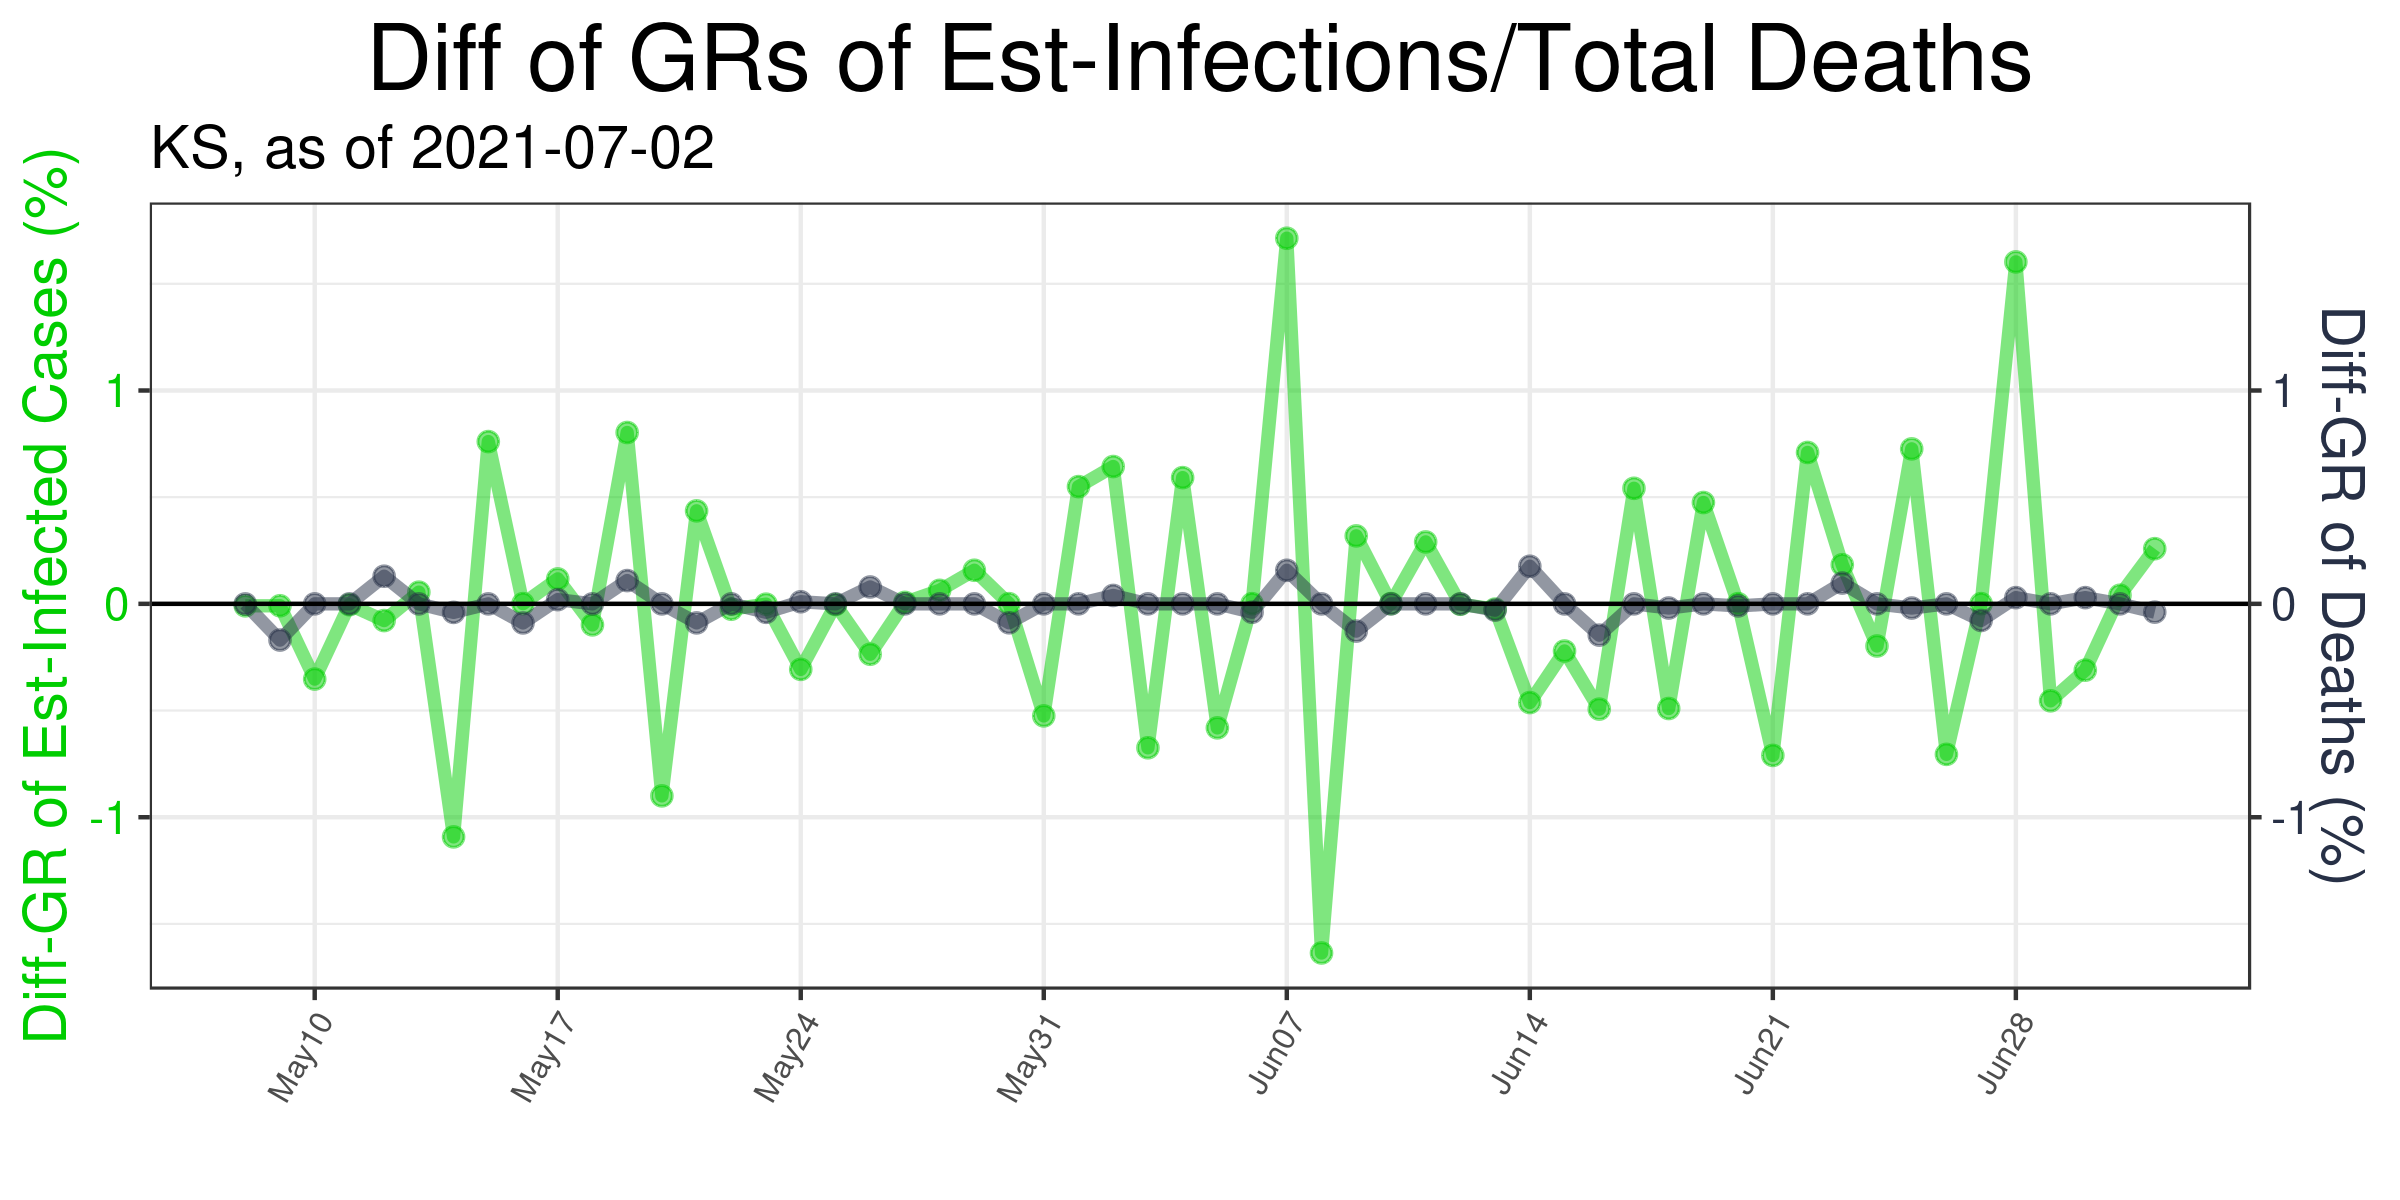 Diff of GRs of Est-Infections/Total Deaths
KS, as of 2021-07-02
Diff-GR of Est-Infected Cases (%)
1
0
-1
1
0
-1
Diff-GR of Deaths (%)
May10
May17
May24
May31
Jun07
Jun14
Jun21
Jun28